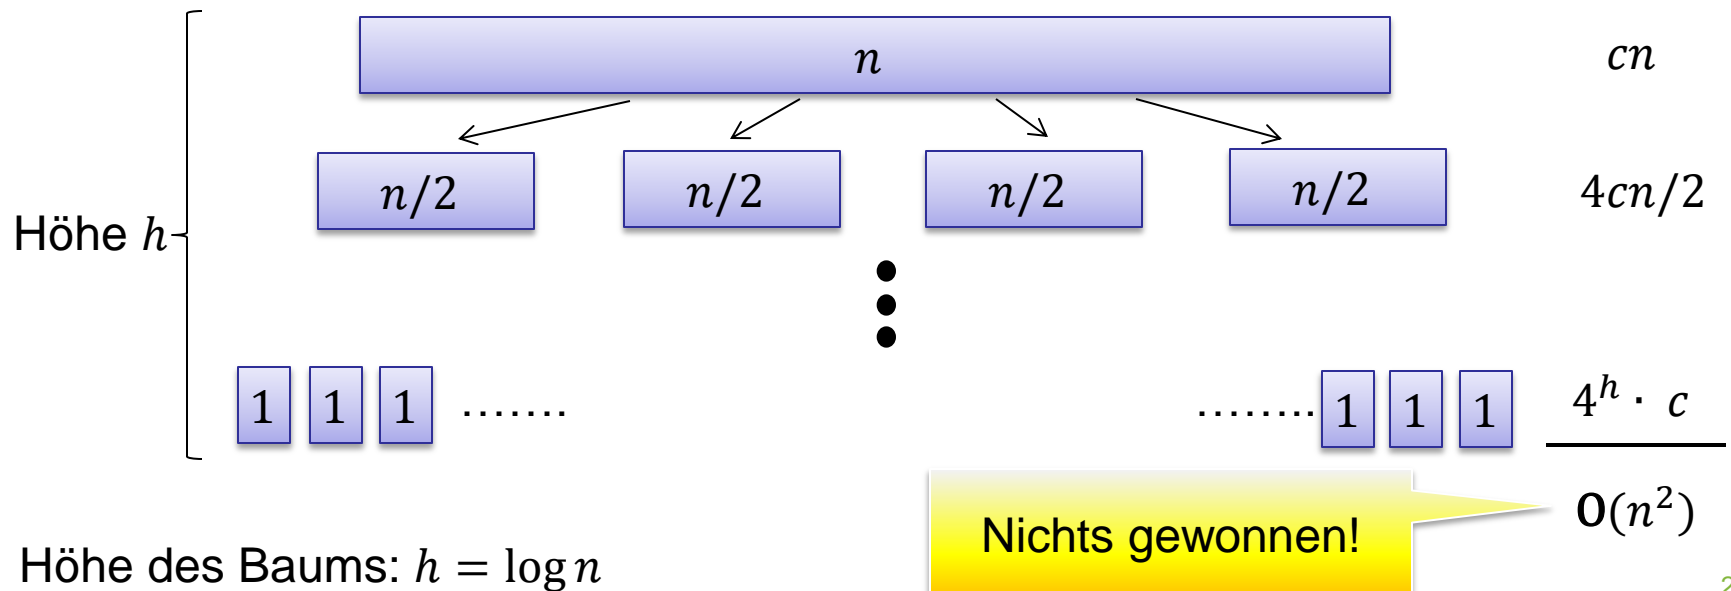 n
cn
n/2 n/2 n/2 n/2
4cn/2
Höhe h
1 1 1 ....... ........ 1 1 1
4^h · c
O(n²)
Nichts gewonnen!
Höhe des Baums: h = log n
2